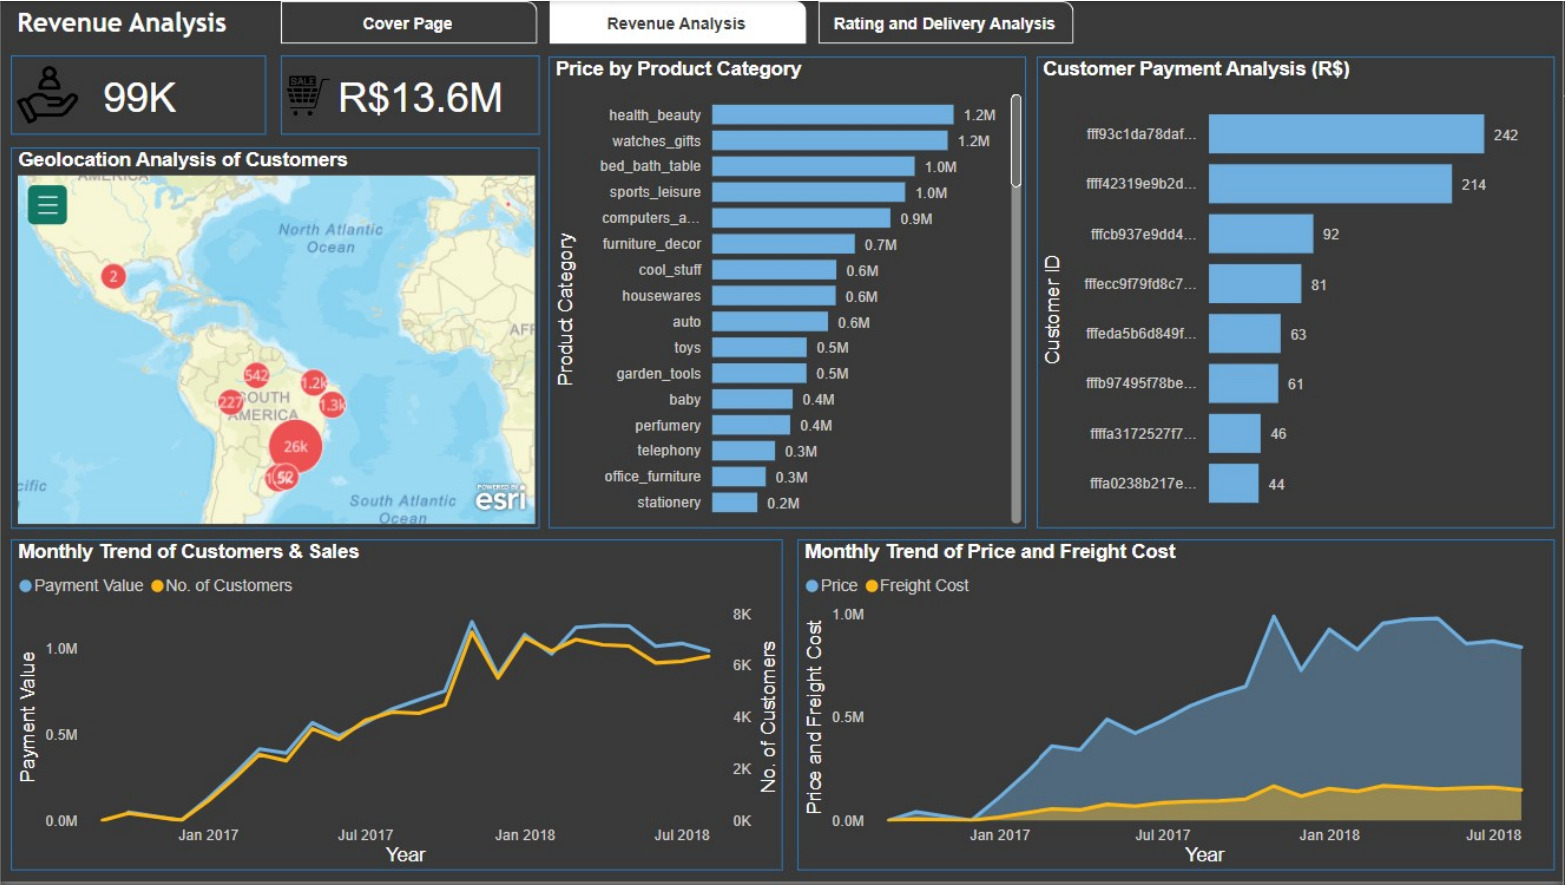 Revenue Analysis
Cover Page
Revenue Analysis
Rating and Delivery Analysis
99K
SALE
R$13.6M
Geolocation Analysis of Customers
AMERICA
North Atlantic
Ocean
2
AFR
542
1.2k
227
1.3k
SOUTH
AMERICA
26k
1.5k
cific
South Atlantic
Ocean
POWERED BY
esri
Price by Product Category
Product Category
health_beauty 1.2M
watches_gifts 1.2M
bed_bath_table 1.0M
sports_leisure 1.0M
computers_a... 0.9M
furniture_decor 0.7M
cool_stuff 0.6M
housewares 0.6M
auto 0.6M
toys 0.5M
garden_tools 0.5M
baby 0.4M
perfumery 0.4M
telephony 0.3M
office_furniture 0.3M
stationery 0.2M
Customer Payment Analysis (R$)
Customer ID
fff93c1da78daf... 242
ffff42319e9b2d... 214
fffcb937e9dd4... 92
fffecc9f79fd8c7... 81
fffeda5b6d849f... 63
fffb97495f78be... 61
ffffa3172527f7... 46
fffa0238b217e... 44
Monthly Trend of Customers & Sales
Payment Value No. of Customers
Payment Value
1.0M
0.5M
0.0M
8K
6K
4K
2K
0K
No. of Customers
Jan 2017 Jul 2017 Jan 2018 Jul 2018
Year
Monthly Trend of Price and Freight Cost
Price Freight Cost
Price and Freight Cost
1.0M
0.5M
0.0M
Jan 2017 Jul 2017 Jan 2018 Jul 2018
Year